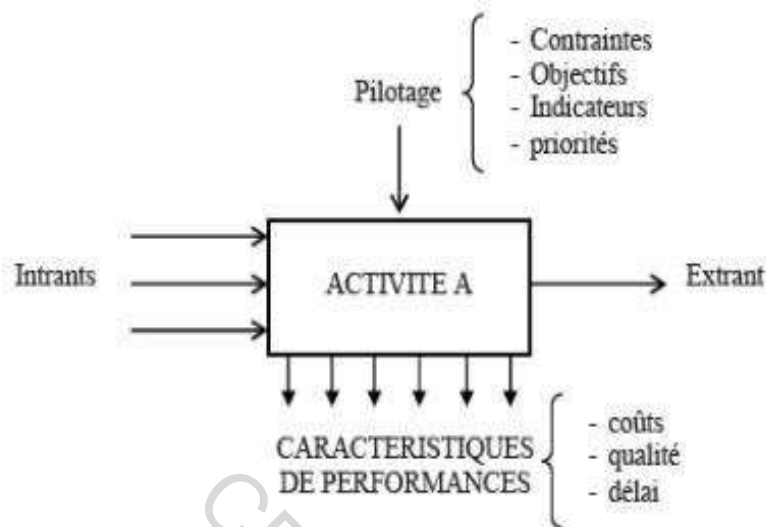 - Contraintes
- Objectifs
Pilotage
- Indicateurs
- priorités
Intrants
ACTIVITE A
Extrant
CARACTERISTIQUES
DE PERFORMANCES
- coûts
- qualité
- délai